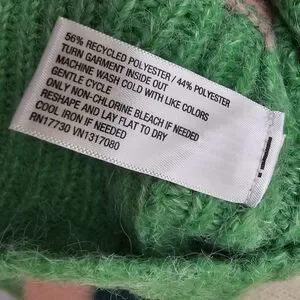 56% RECYCLED POLYESTER / 44% POLYESTER
TURN GARMENT INSIDE OUT
MACHINE WASH COLD WITH LIKE COLORS
GENTLE CYCLE
ONLY NON-CHLORINE BLEACH IF NEEDED
RESHAPE AND LAY FLAT TO DRY
COOL IRON IF NEEDED
RN17730 VN1317080